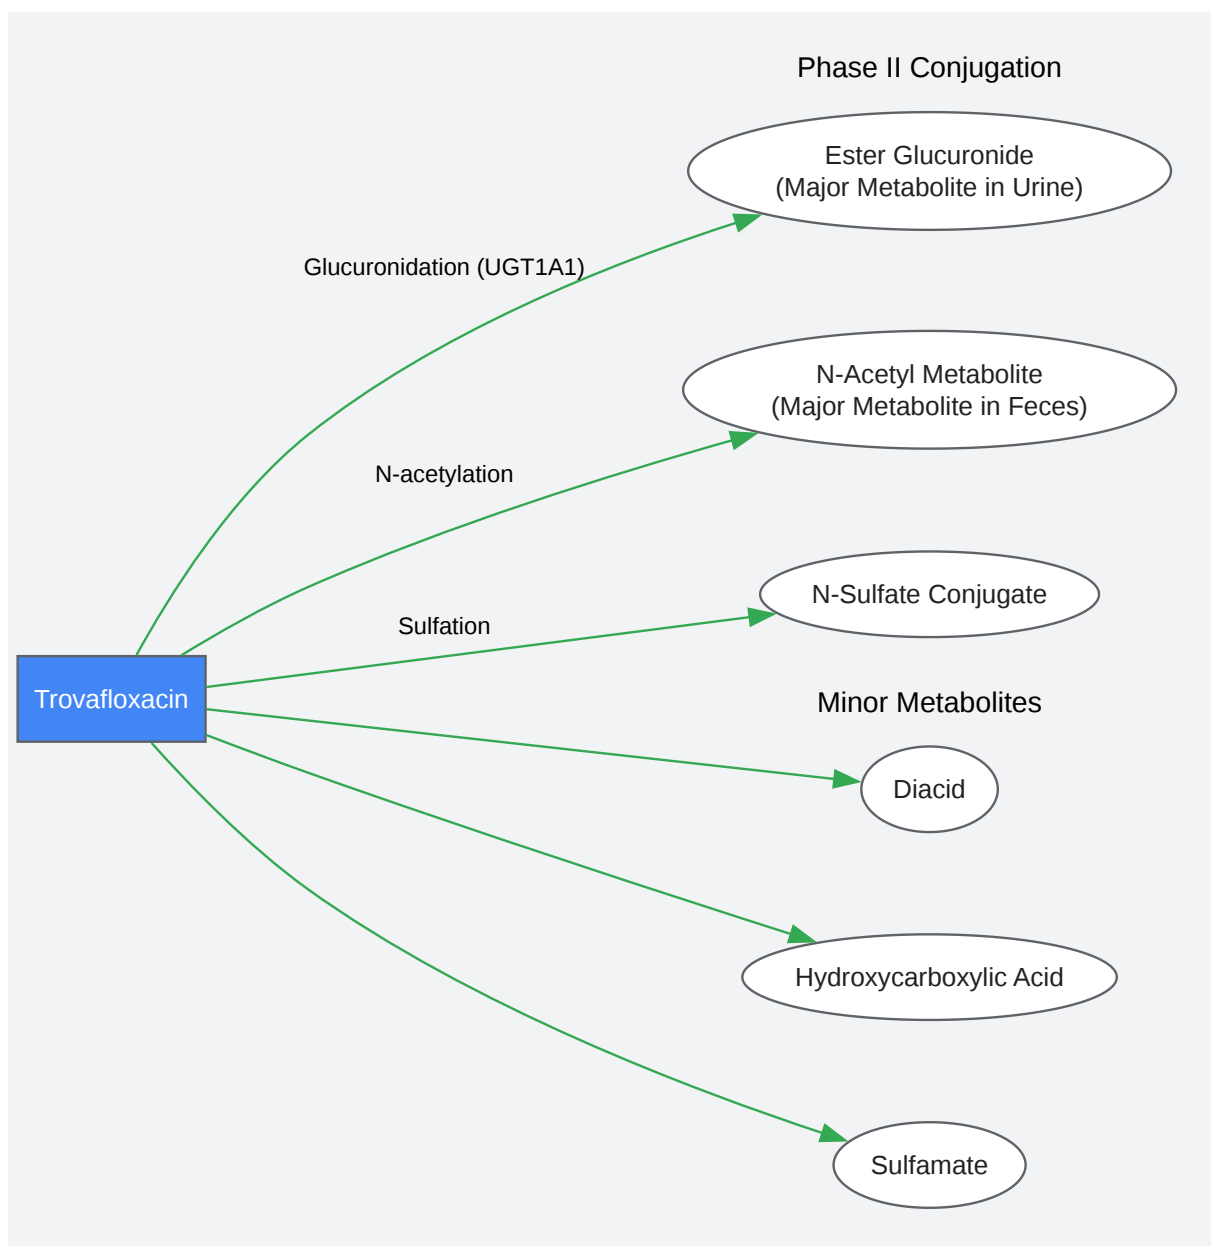 Phase II Conjugation
Ester Glucuronide
(Major Metabolite in Urine)
Glucuronidation (UGT1A1)
N-Acetyl Metabolite
(Major Metabolite in Feces)
N-acetylation
N-Sulfate Conjugate
Sulfation
Trovafloxacin
Minor Metabolites
Diacid
Hydroxycarboxylic Acid
Sulfamate